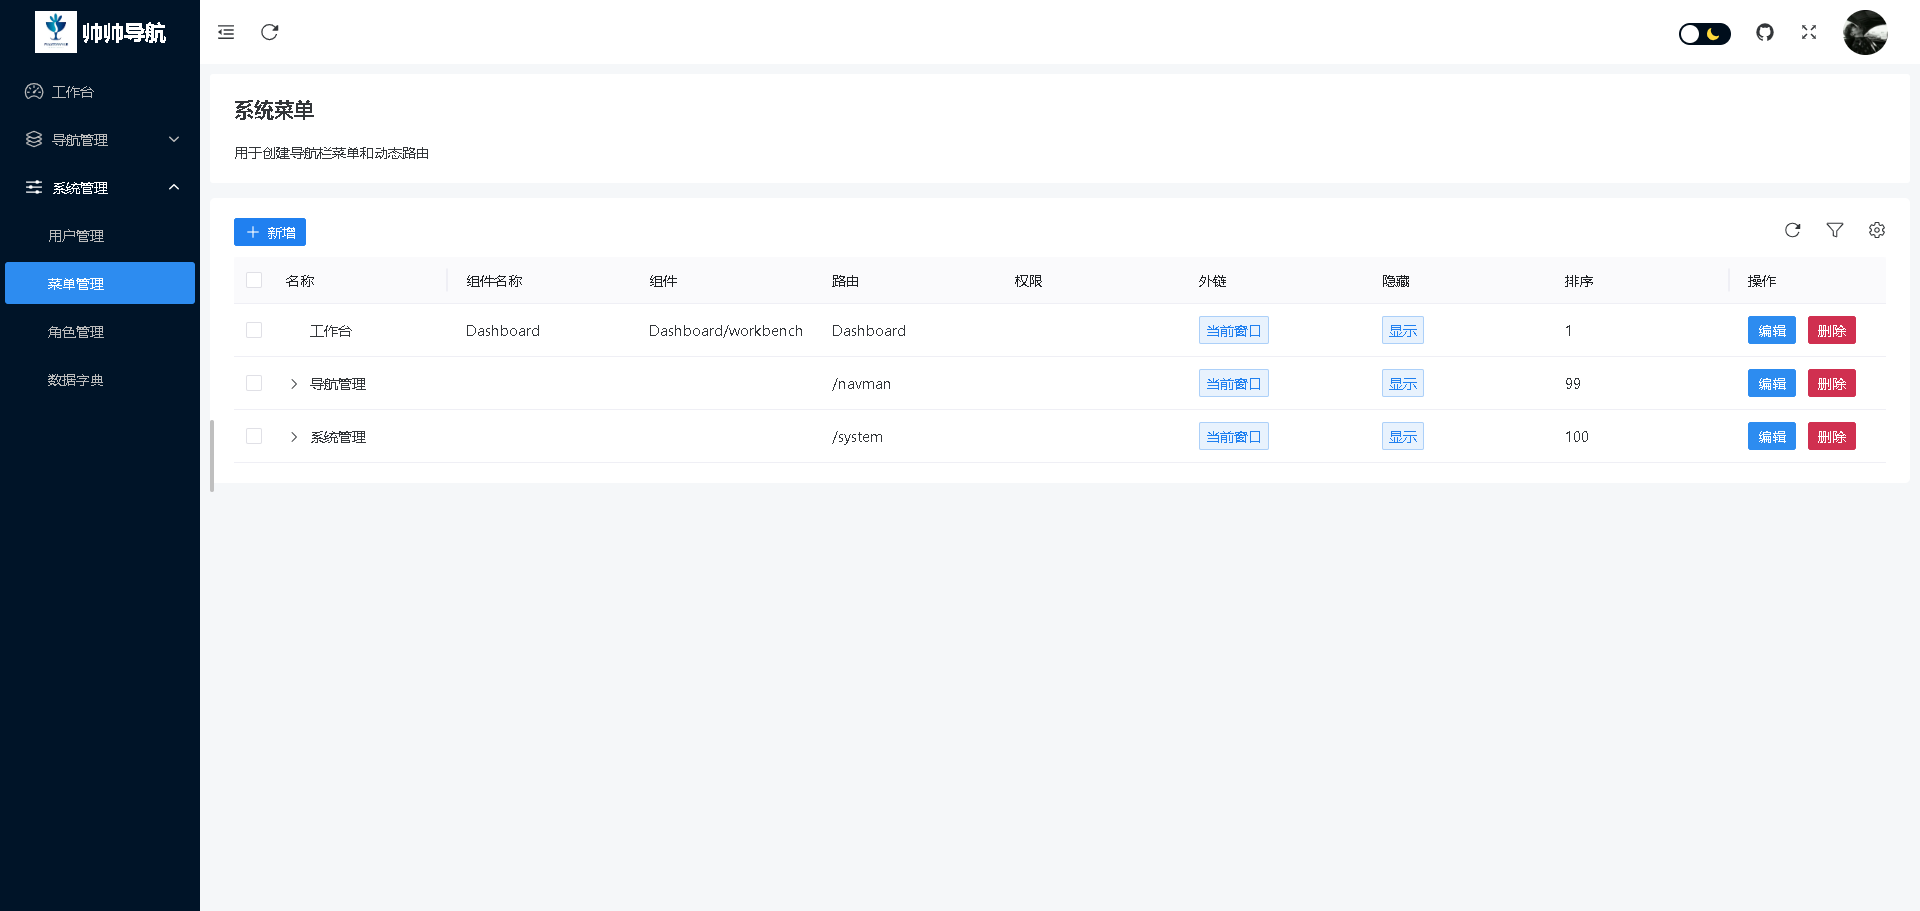 帅帅导航
工作台
导航管理
系统管理
用户管理
菜单管理
角色管理
数据字典
系统菜单
用于创建导航栏菜单和动态路由
新增
名称 组件名称 组件 路由 权限 外链 隐藏 排序 操作
工作台 Dashboard Dashboard/workbench Dashboard 当前窗口 显示 1 编辑 删除
导航管理 /navman 当前窗口 显示 99 编辑 删除
系统管理 /system 当前窗口 显示 100 编辑 删除